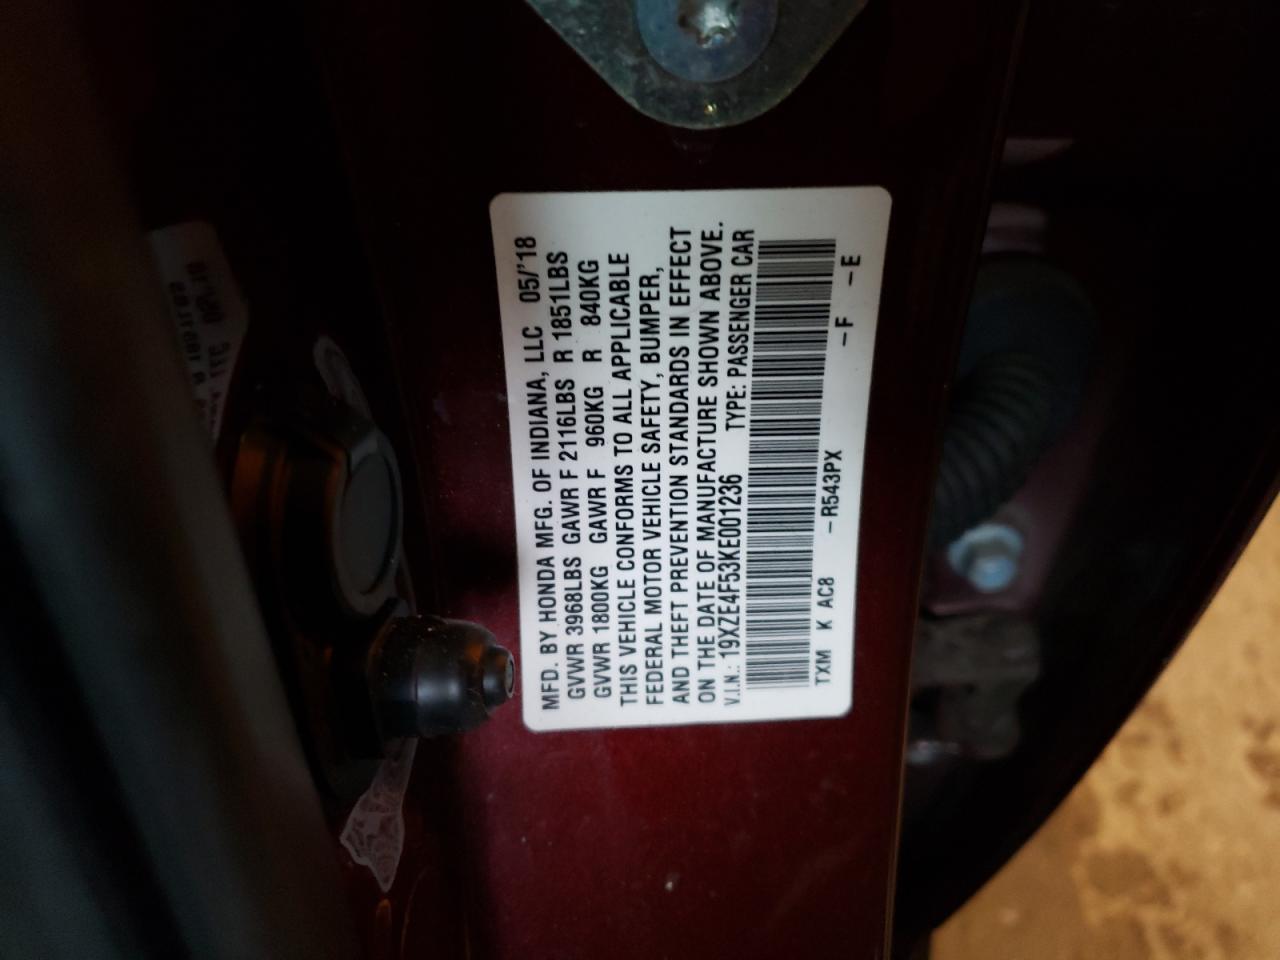 MFD. BY HONDA MFG. OF INDIANA, LLC 05/'18
GVWR 3968LBS GAWR F 2116LBS R 1851LBS
GVWR 1800KG GAWR F 960KG R 840KG
THIS VEHICLE CONFORMS TO ALL APPLICABLE
FEDERAL MOTOR VEHICLE SAFETY, BUMPER,
AND THEFT PREVENTION STANDARDS IN EFFECT
ON THE DATE OF MANUFACTURE SHOWN ABOVE.
V.I.N.: 19XZE4F53KE001236 TYPE: PASSENGER CAR
TXM K AC8 -R543PX -F -E